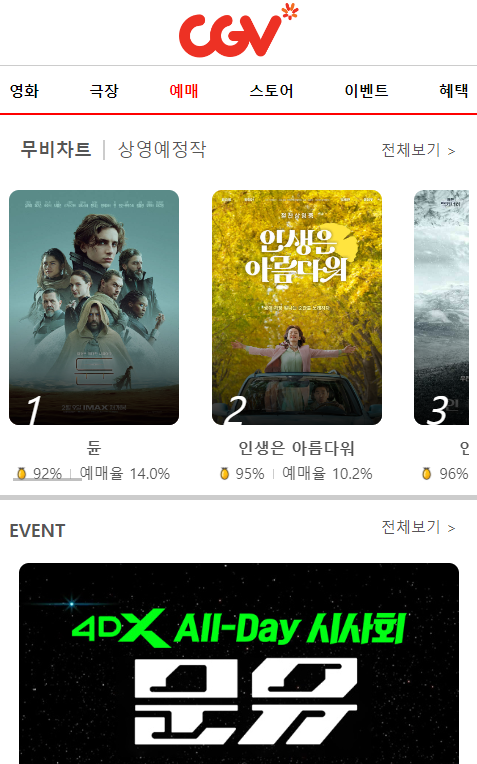 CGV
영화 극장 예매 스토어 이벤트 혜택
무비차트 | 상영예정작 전체보기 >
인생은
아름다워
IMAX
1 2 3
듄 인생은 아름다워
92% 예매율 14.0% 95% 예매율 10.2% 96%
EVENT 전체보기 >
4DX All-Day 시사회
문유